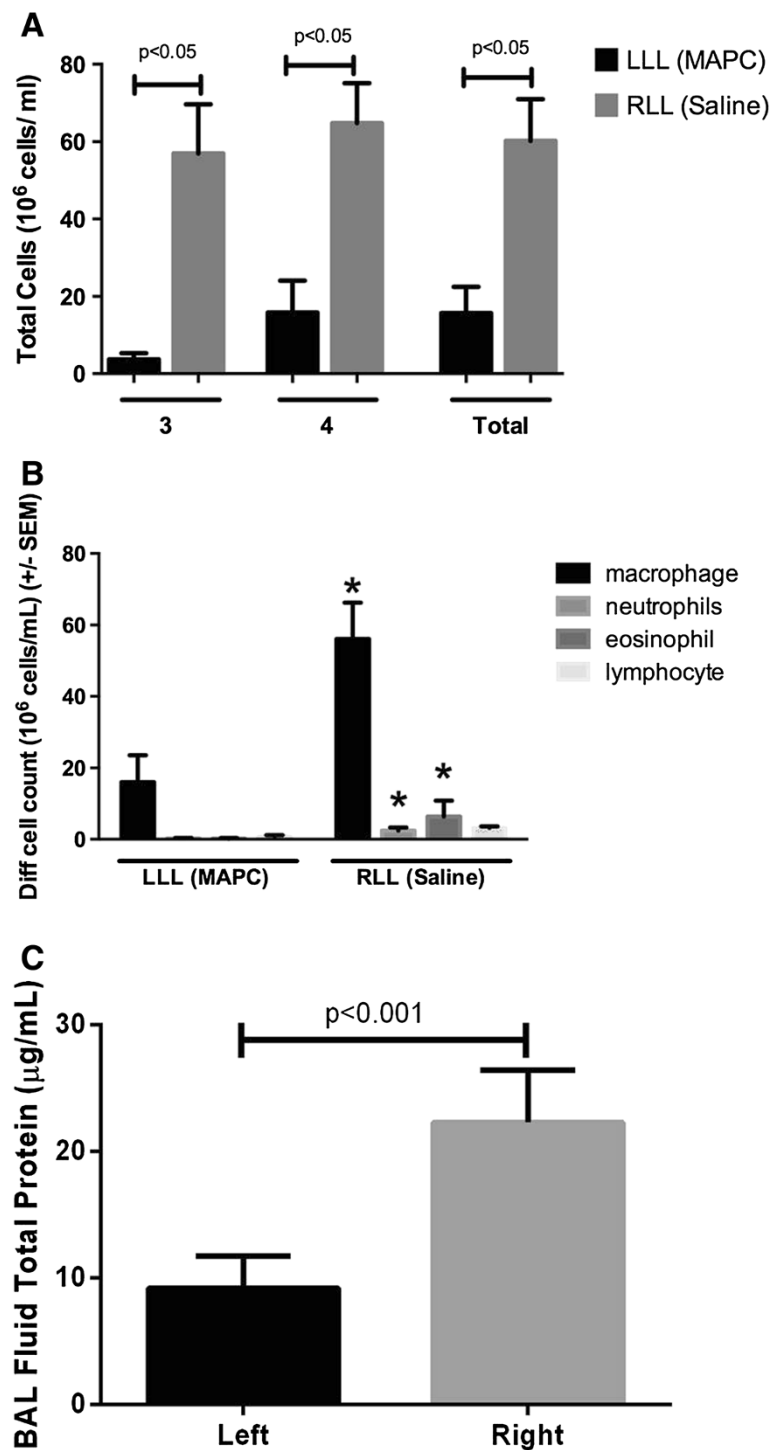 A
p<0.05
p<0.05
p<0.05
LLL (MAPC)
RLL (Saline)
Total Cells (10⁶ cells/ ml)
80
60
40
20
0
3
4
Total
B
Diff cell count (10⁶ cells/mL) (+/- SEM)
80
60
40
20
0
*
*
*
macrophage
neutrophils
eosinophil
lymphocyte
LLL (MAPC)
RLL (Saline)
C
BAL Fluid Total Protein (µg/mL)
p<0.001
30
20
10
0
Left
Right